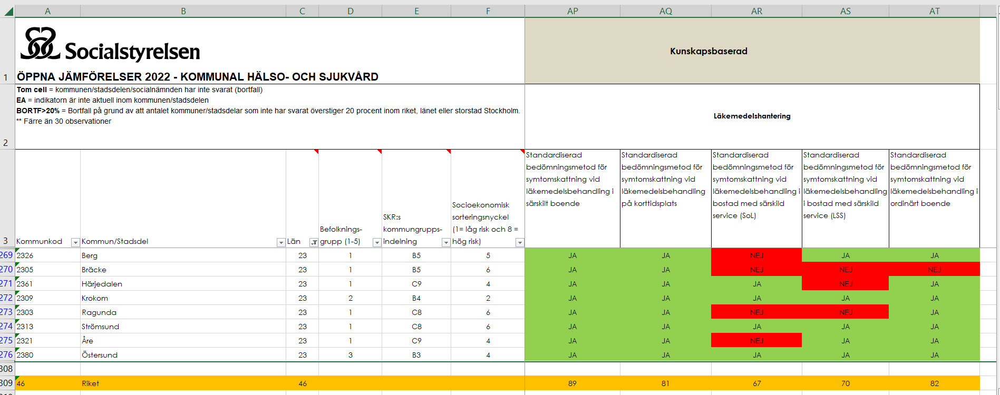 A B C D E F AP AQ AR AS AT
Socialstyrelsen
Kunskapsbaserad
1 ÖPPNA JÄMFÖRELSER 2022 - KOMMUNAL HÄLSO- OCH SJUKVÅRD
Tom cell = kommunen/stadsdelen/socialnämnden har inte svarat (bortfall)
EA = indikatorn är inte aktuell inom kommunen/stadsdelen
BORTF>20% = Bortfall på grund av att antalet kommuner/stadsdelar som inte har svarat överstiger 20 procent inom riket, länet eller storstad Stockholm.
** Färre än 30 observationer
Läkemedelshantering
2
3
Kommunkod
Kommun/Stadsdel
Län
Befolknings-
grupp (1-5)
SKR:s
kommungrupps-
indelning
Socioekonomisk
sorteringsnyckel
(1= låg risk och 8 =
hög risk)
Standardiserad
bedömningsmetod för
symtomskattning vid
läkemedelsbehandling i
särskilt boende
Standardiserad
bedömningsmetod för
symtomskattning vid
läkemedelsbehandling
på korttidsplats
Standardiserad
bedömningsmetod för
symtomskattning vid
läkemedelsbehandling i
bostad med särskild
service (SoL)
Standardiserad
bedömningsmetod för
symtomskattning vid
läkemedelsbehandling
i bostad med särskild
service (LSS)
Standardiserad
bedömningsmetod för
symtomskattning vid
läkemedelsbehandling i
ordinärt boende
269 2326 Berg 23 1 B5 5 JA JA NEJ JA JA
270 2305 Bräcke 23 1 B5 6 JA JA NEJ NEJ NEJ
271 2361 Härjedalen 23 1 C9 4 JA JA JA NEJ JA
272 2309 Krokom 23 2 B4 2 JA JA JA JA JA
273 2303 Ragunda 23 1 C8 6 JA JA NEJ NEJ JA
274 2313 Strömsund 23 1 C8 6 JA JA JA JA JA
275 2321 Åre 23 1 C9 4 JA JA NEJ JA JA
276 2380 Östersund 23 3 B3 4 JA JA JA JA JA
308
309 46 Riket 46 89 81 67 70 82